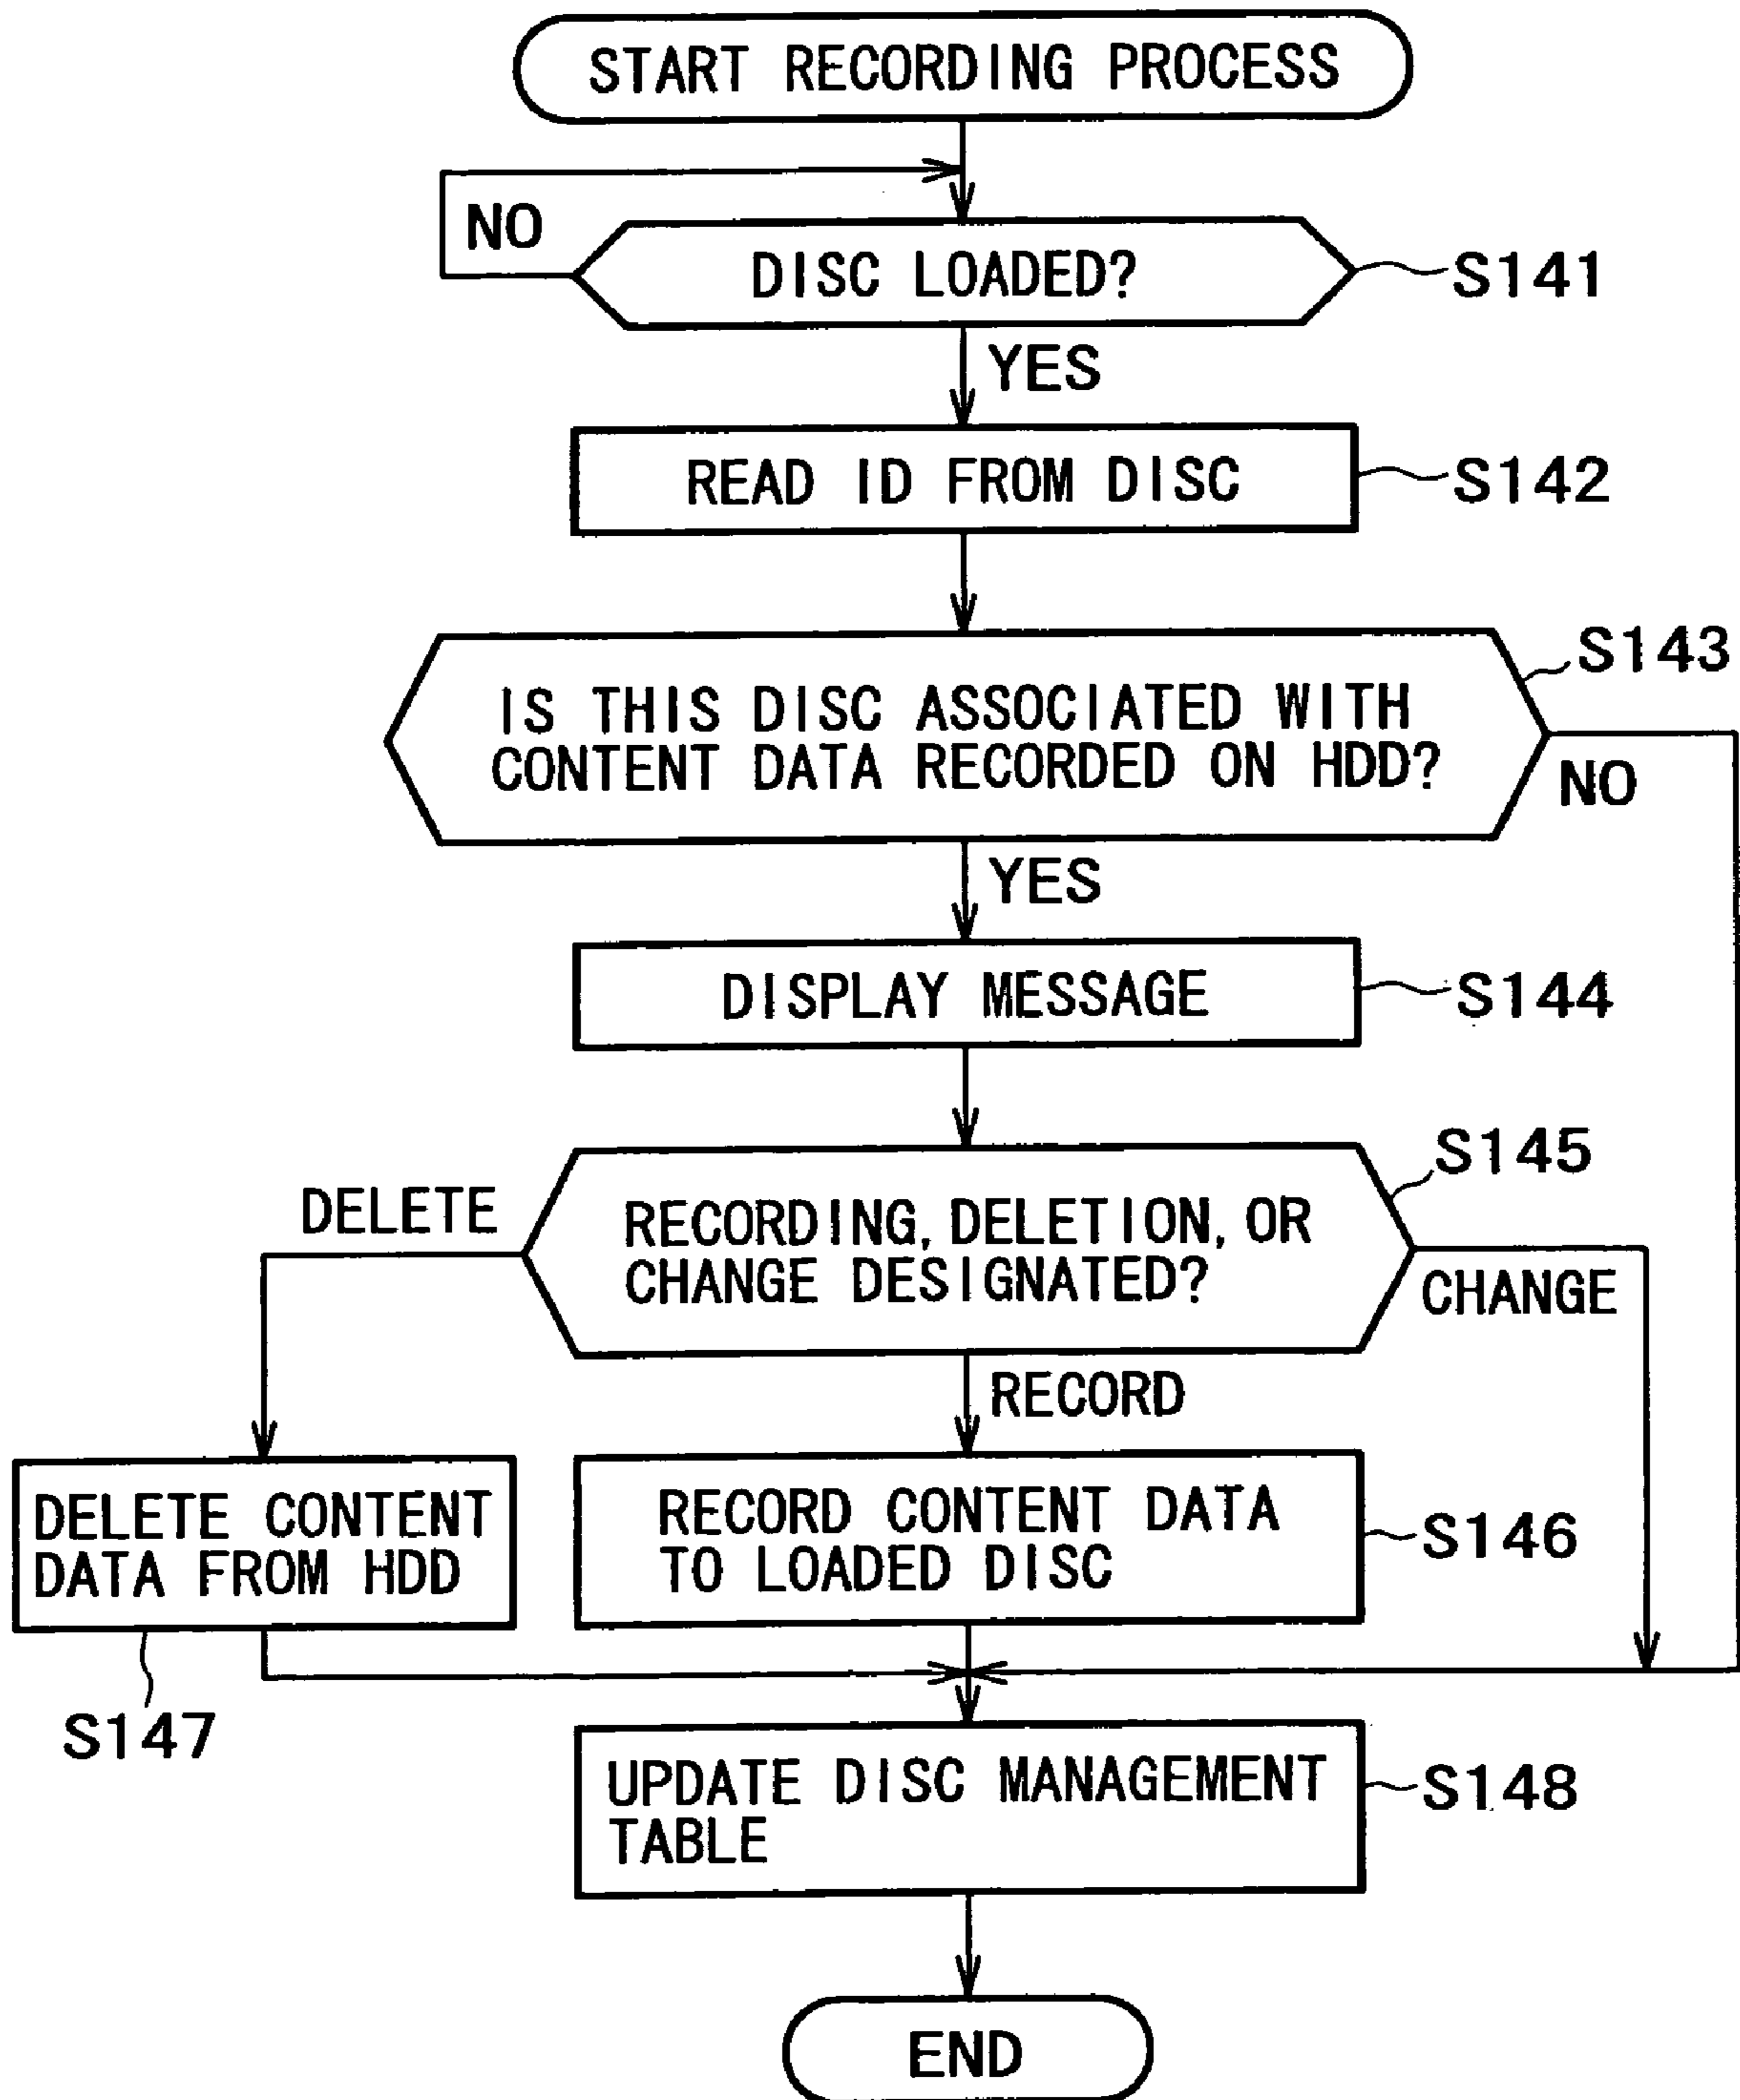 START RECORDING PROCESS
NO
DISC LOADED?
S141
YES
READ ID FROM DISC
S142
S143
IS THIS DISC ASSOCIATED WITH
CONTENT DATA RECORDED ON HDD?
NO
YES
DISPLAY MESSAGE
S144
S145
DELETE
RECORDING, DELETION, OR
CHANGE DESIGNATED?
CHANGE
RECORD
DELETE CONTENT
DATA FROM HDD
RECORD CONTENT DATA
TO LOADED DISC
S146
S147
UPDATE DISC MANAGEMENT
TABLE
S148
END